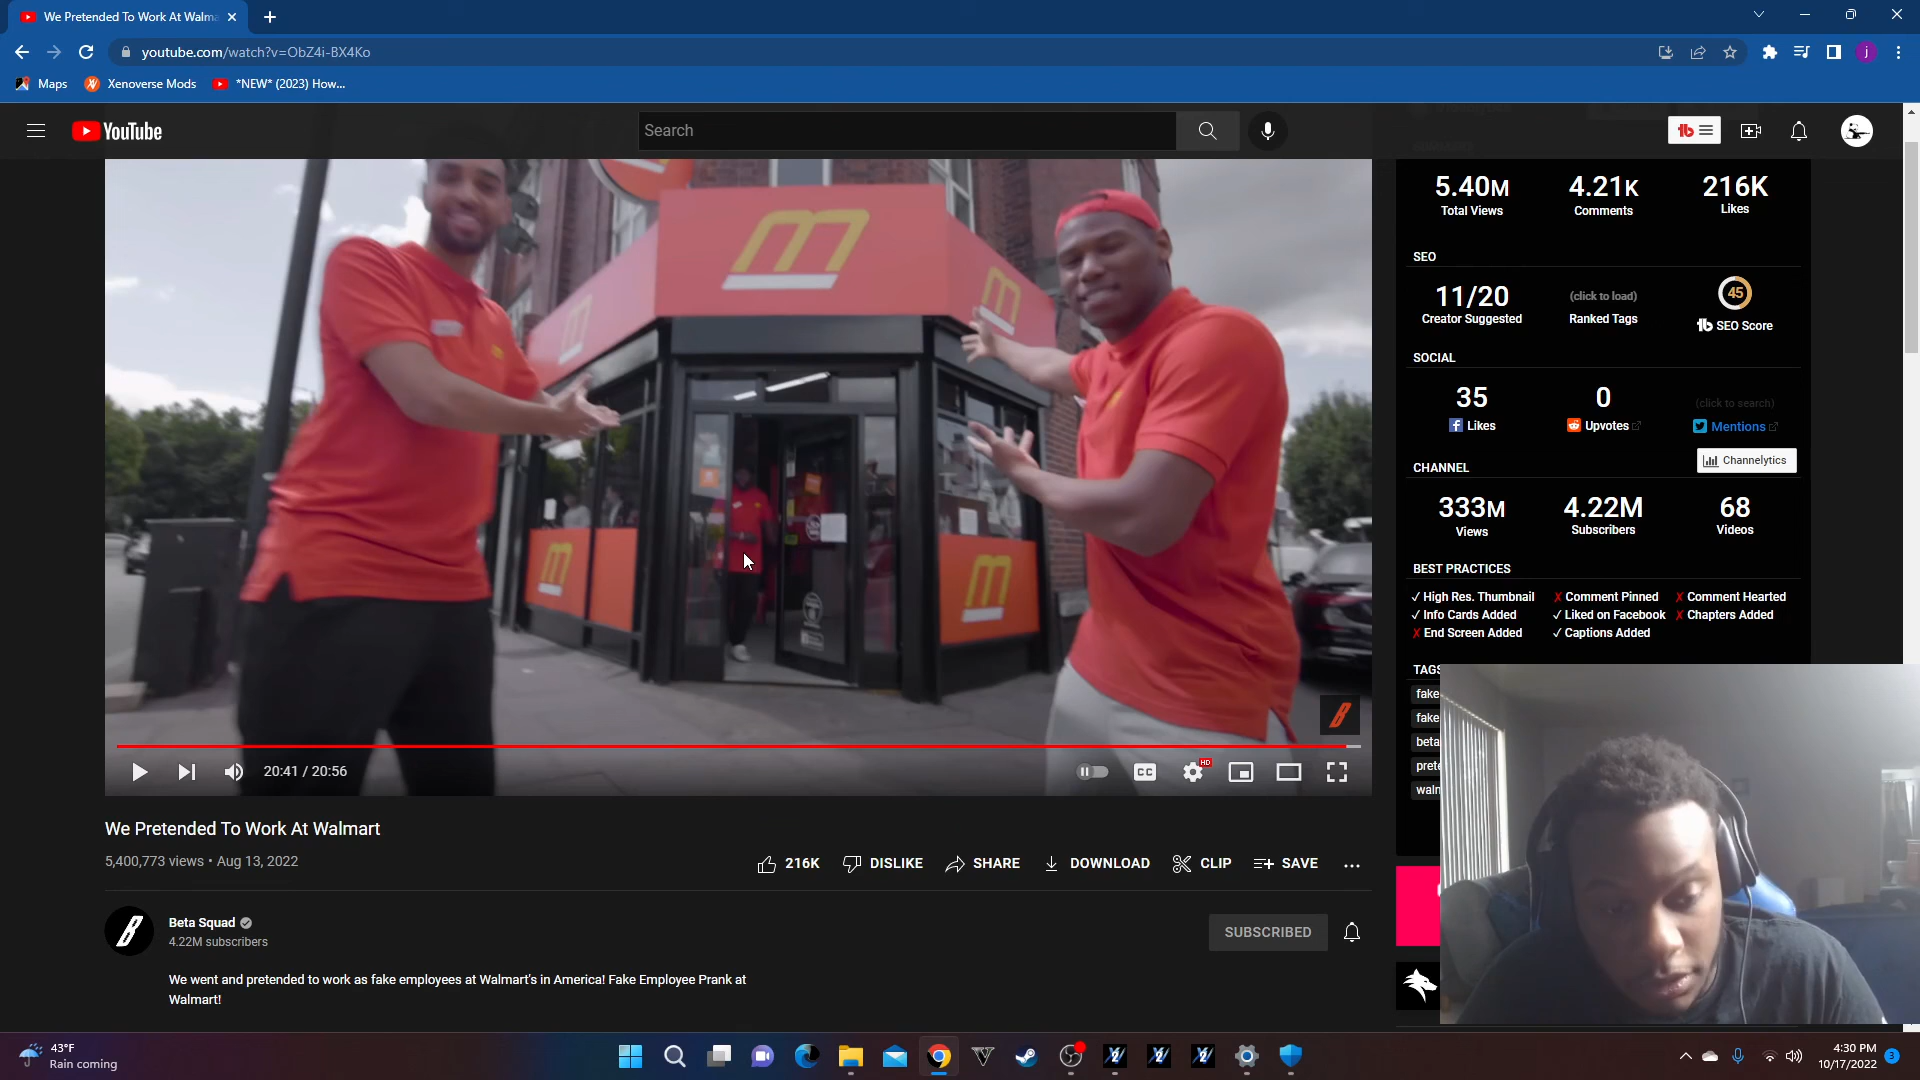 We Pretended To Work At Walma
youtube.com/watch?v=ObZ4i-BX4Ko
j
Maps
Xenoverse Mods
*NEW* (2023) How...
YouTube
Search
5.40M
4.21K
216K
Total Views
Comments
Likes
SEO
11/20
(click to load)
45
Creator Suggested
Ranked Tags
SEO Score
SOCIAL
35
0
(click to search)
Likes
Upvotes
Mentions
Channelytics
CHANNEL
333M
4.22M
68
Views
Subscribers
Videos
BEST PRACTICES
✓ High Res. Thumbnail
✗ Comment Pinned
✗ Comment Hearted
✓ Info Cards Added
✓ Liked on Facebook
✗ Chapters Added
✗ End Screen Added
✓ Captions Added
TAGS
fake
fake
beta
prete
waln
20:41 / 20:56
CC
HD
We Pretended To Work At Walmart
5,400,773 views • Aug 13, 2022
216K
DISLIKE
SHARE
DOWNLOAD
CLIP
SAVE
...
Beta Squad
4.22M subscribers
SUBSCRIBED
We went and pretended to work as fake employees at Walmart's in America! Fake Employee Prank at
Walmart!
43°F
Rain coming
4:30 PM
10/17/2022
3